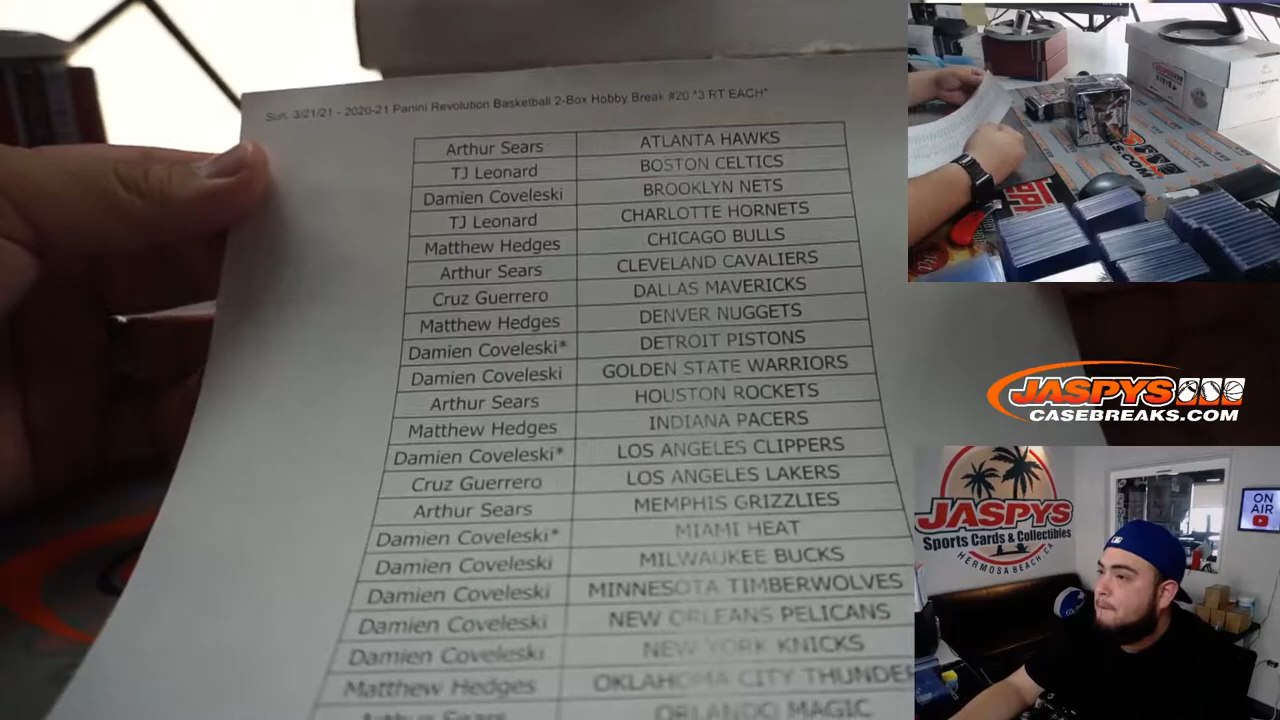 Sun. 3/21/21 - 2020-21 Panini Revolution Basketball 2-Box Hobby Break #20 *3 RT EACH*
Arthur Sears ATLANTA HAWKS
TJ Leonard BOSTON CELTICS
Damien Coveleski BROOKLYN NETS
TJ Leonard CHARLOTTE HORNETS
Matthew Hedges CHICAGO BULLS
Arthur Sears CLEVELAND CAVALIERS
Cruz Guerrero DALLAS MAVERICKS
Matthew Hedges DENVER NUGGETS
Damien Coveleski* DETROIT PISTONS
Damien Coveleski GOLDEN STATE WARRIORS
Arthur Sears HOUSTON ROCKETS
Matthew Hedges INDIANA PACERS
Damien Coveleski* LOS ANGELES CLIPPERS
Cruz Guerrero LOS ANGELES LAKERS
Arthur Sears MEMPHIS GRIZZLIES
Damien Coveleski* MIAMI HEAT
Damien Coveleski MILWAUKEE BUCKS
Damien Coveleski MINNESOTA TIMBERWOLVES
Damien Coveleski NEW ORLEANS PELICANS
Damien Coveleski NEW YORK KNICKS
Matthew Hedges OKLAHOMA CITY THUNDER
Arthur Sears ORLANDO MAGIC
JASPYS
CASEBREAKS.COM
JASPYS
Sports Cards & Collectibles
HERMOSA BEACH CA
ON
AIR